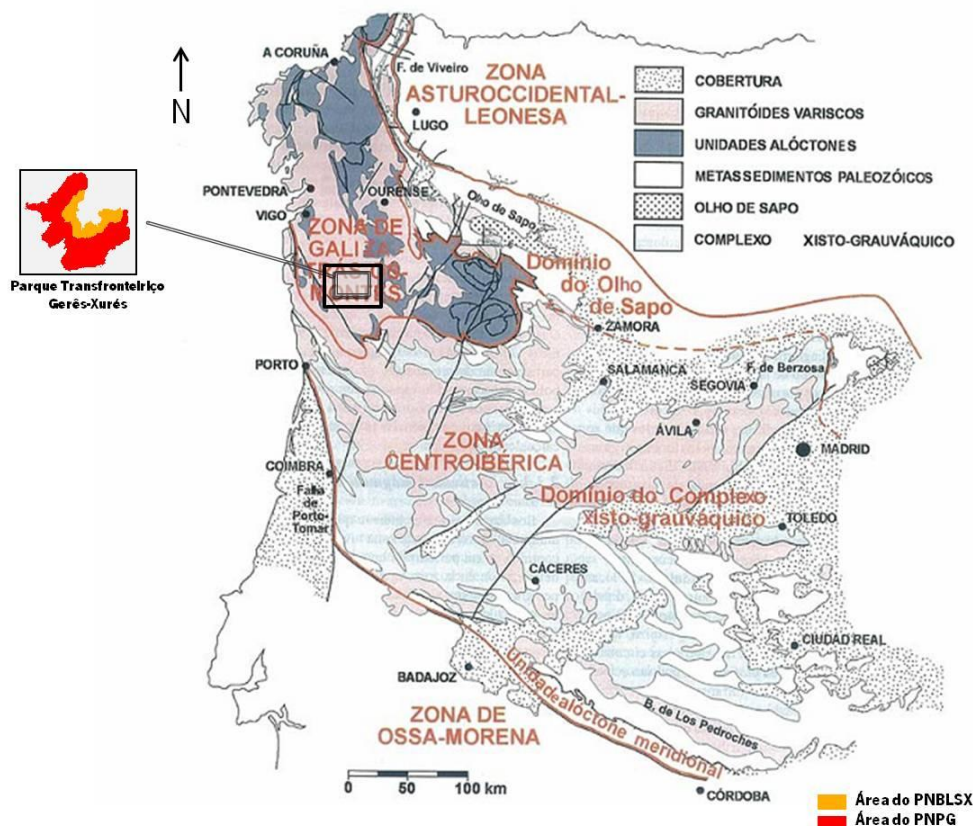 A CORUÑA
N
F. de Viveiro
ZONA
ASTUROCCIDENTAL-
LEONESA
LUGO
COBERTURA
GRANITÓIDES VARISCOS
UNIDADES ALÓCTONES
METASSEDIMENTOS PALEOZÓICOS
OLHO DE SAPO
COMPLEXO XISTO-GRAUVÁQUICO
PONTEVEDRA
OURENSE
VIGO
Olho de Sapo
ZONA DE
GALIZA
Parque Transfronteiriço
Gerês-Xurés
Domínio
do Olho
de Sapo
ZAMORA
PORTO
SALAMANCA
SEGOVIA
F. de Berzosa
ÁVILA
MADRID
ZONA
CENTROIBÉRICA
COIMBRA
Falla
de
Porto-
Tomar
Domínio do Complexo
xisto-grauváquico
TOLEDO
CÁCERES
CIUDAD REAL
BADAJOZ
Unidade alóctone meridional
B. de Los Pedroches
ZONA DE
OSSA-MORENA
0 50 100 km
CÓRDOBA
Área do PNBLSX
Área do PNPG